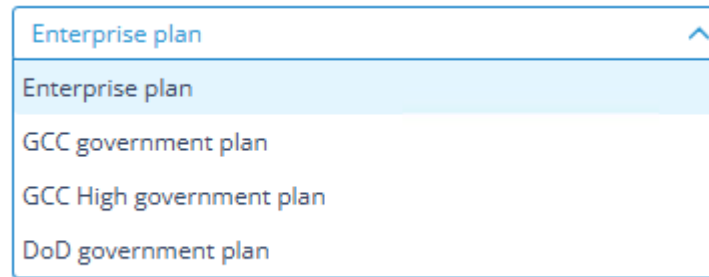 Enterprise plan
Enterprise plan
GCC government plan
GCC High government plan
DoD government plan